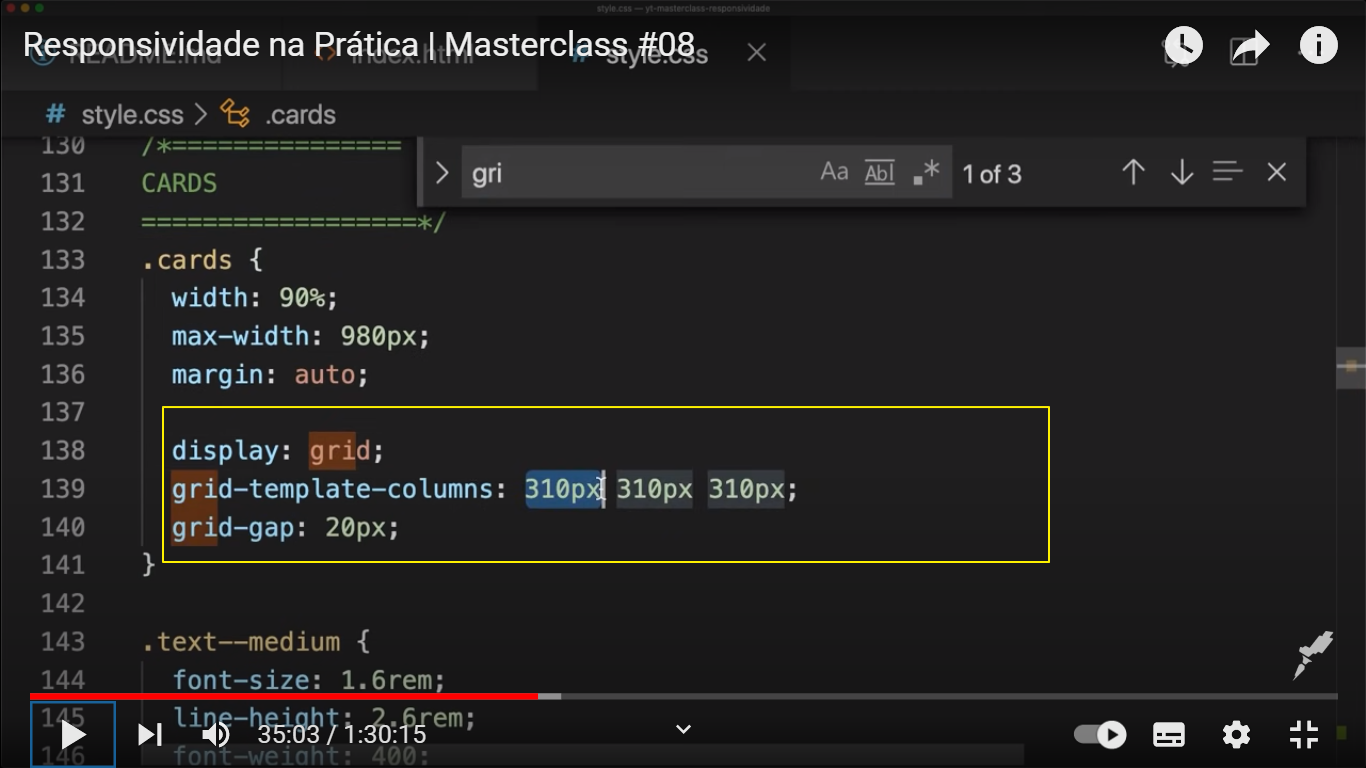 style.css — yt-masterclass-responsividade
Responsividade na Prática | Masterclass #08
README.md index.html # style.css
# style.css > .cards
gri Aa Abl .* 1 of 3
130 /*===============
131 CARDS
132 ==================*/
133 .cards {
134 width: 90%;
135 max-width: 980px;
136 margin: auto;
137
138 display: grid;
139 grid-template-columns: 310px 310px 310px;
140 grid-gap: 20px;
141 }
142
143 .text--medium {
144 font-size: 1.6rem;
145 line-height: 2.6rem;
146 font-weight: 400;
35:03 / 1:30:15